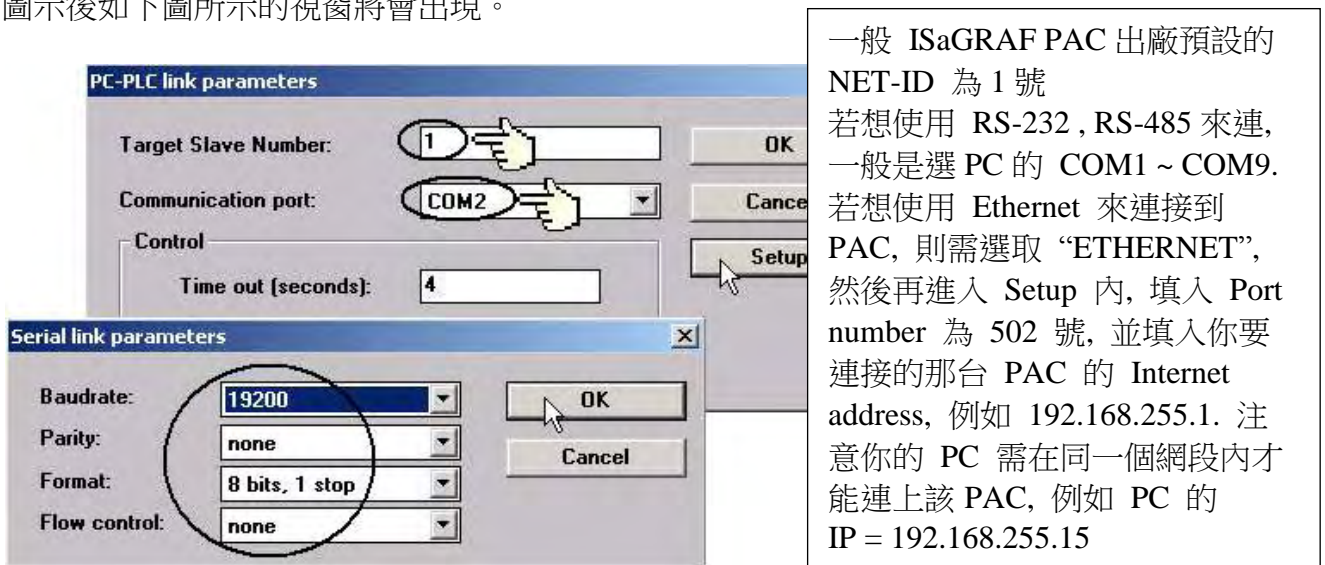 圖示後如下圖所示的視窗將會出現。
PC-PLC link parameters
Target Slave Number:
1
OK
Communication port:
COM2
Cance
Control
Setup
Time out (seconds):
4
Serial link parameters
Baudrate:
19200
OK
Parity:
none
Cancel
Format:
8 bits, 1 stop
Flow control:
none
一般 ISaGRAF PAC 出廠預設的
NET-ID 為 1 號
若想使用 RS-232 , RS-485 來連,
一般是選 PC 的 COM1 ~ COM9.
若想使用 Ethernet 來連接到
PAC, 則需選取 “ETHERNET”,
然後再進入 Setup 內, 填入 Port
number 為 502 號, 並填入你要
連接的那台 PAC 的 Internet
address, 例如 192.168.255.1. 注
意你的 PC 需在同一個網段內才
能連上該 PAC, 例如 PC 的
IP = 192.168.255.15